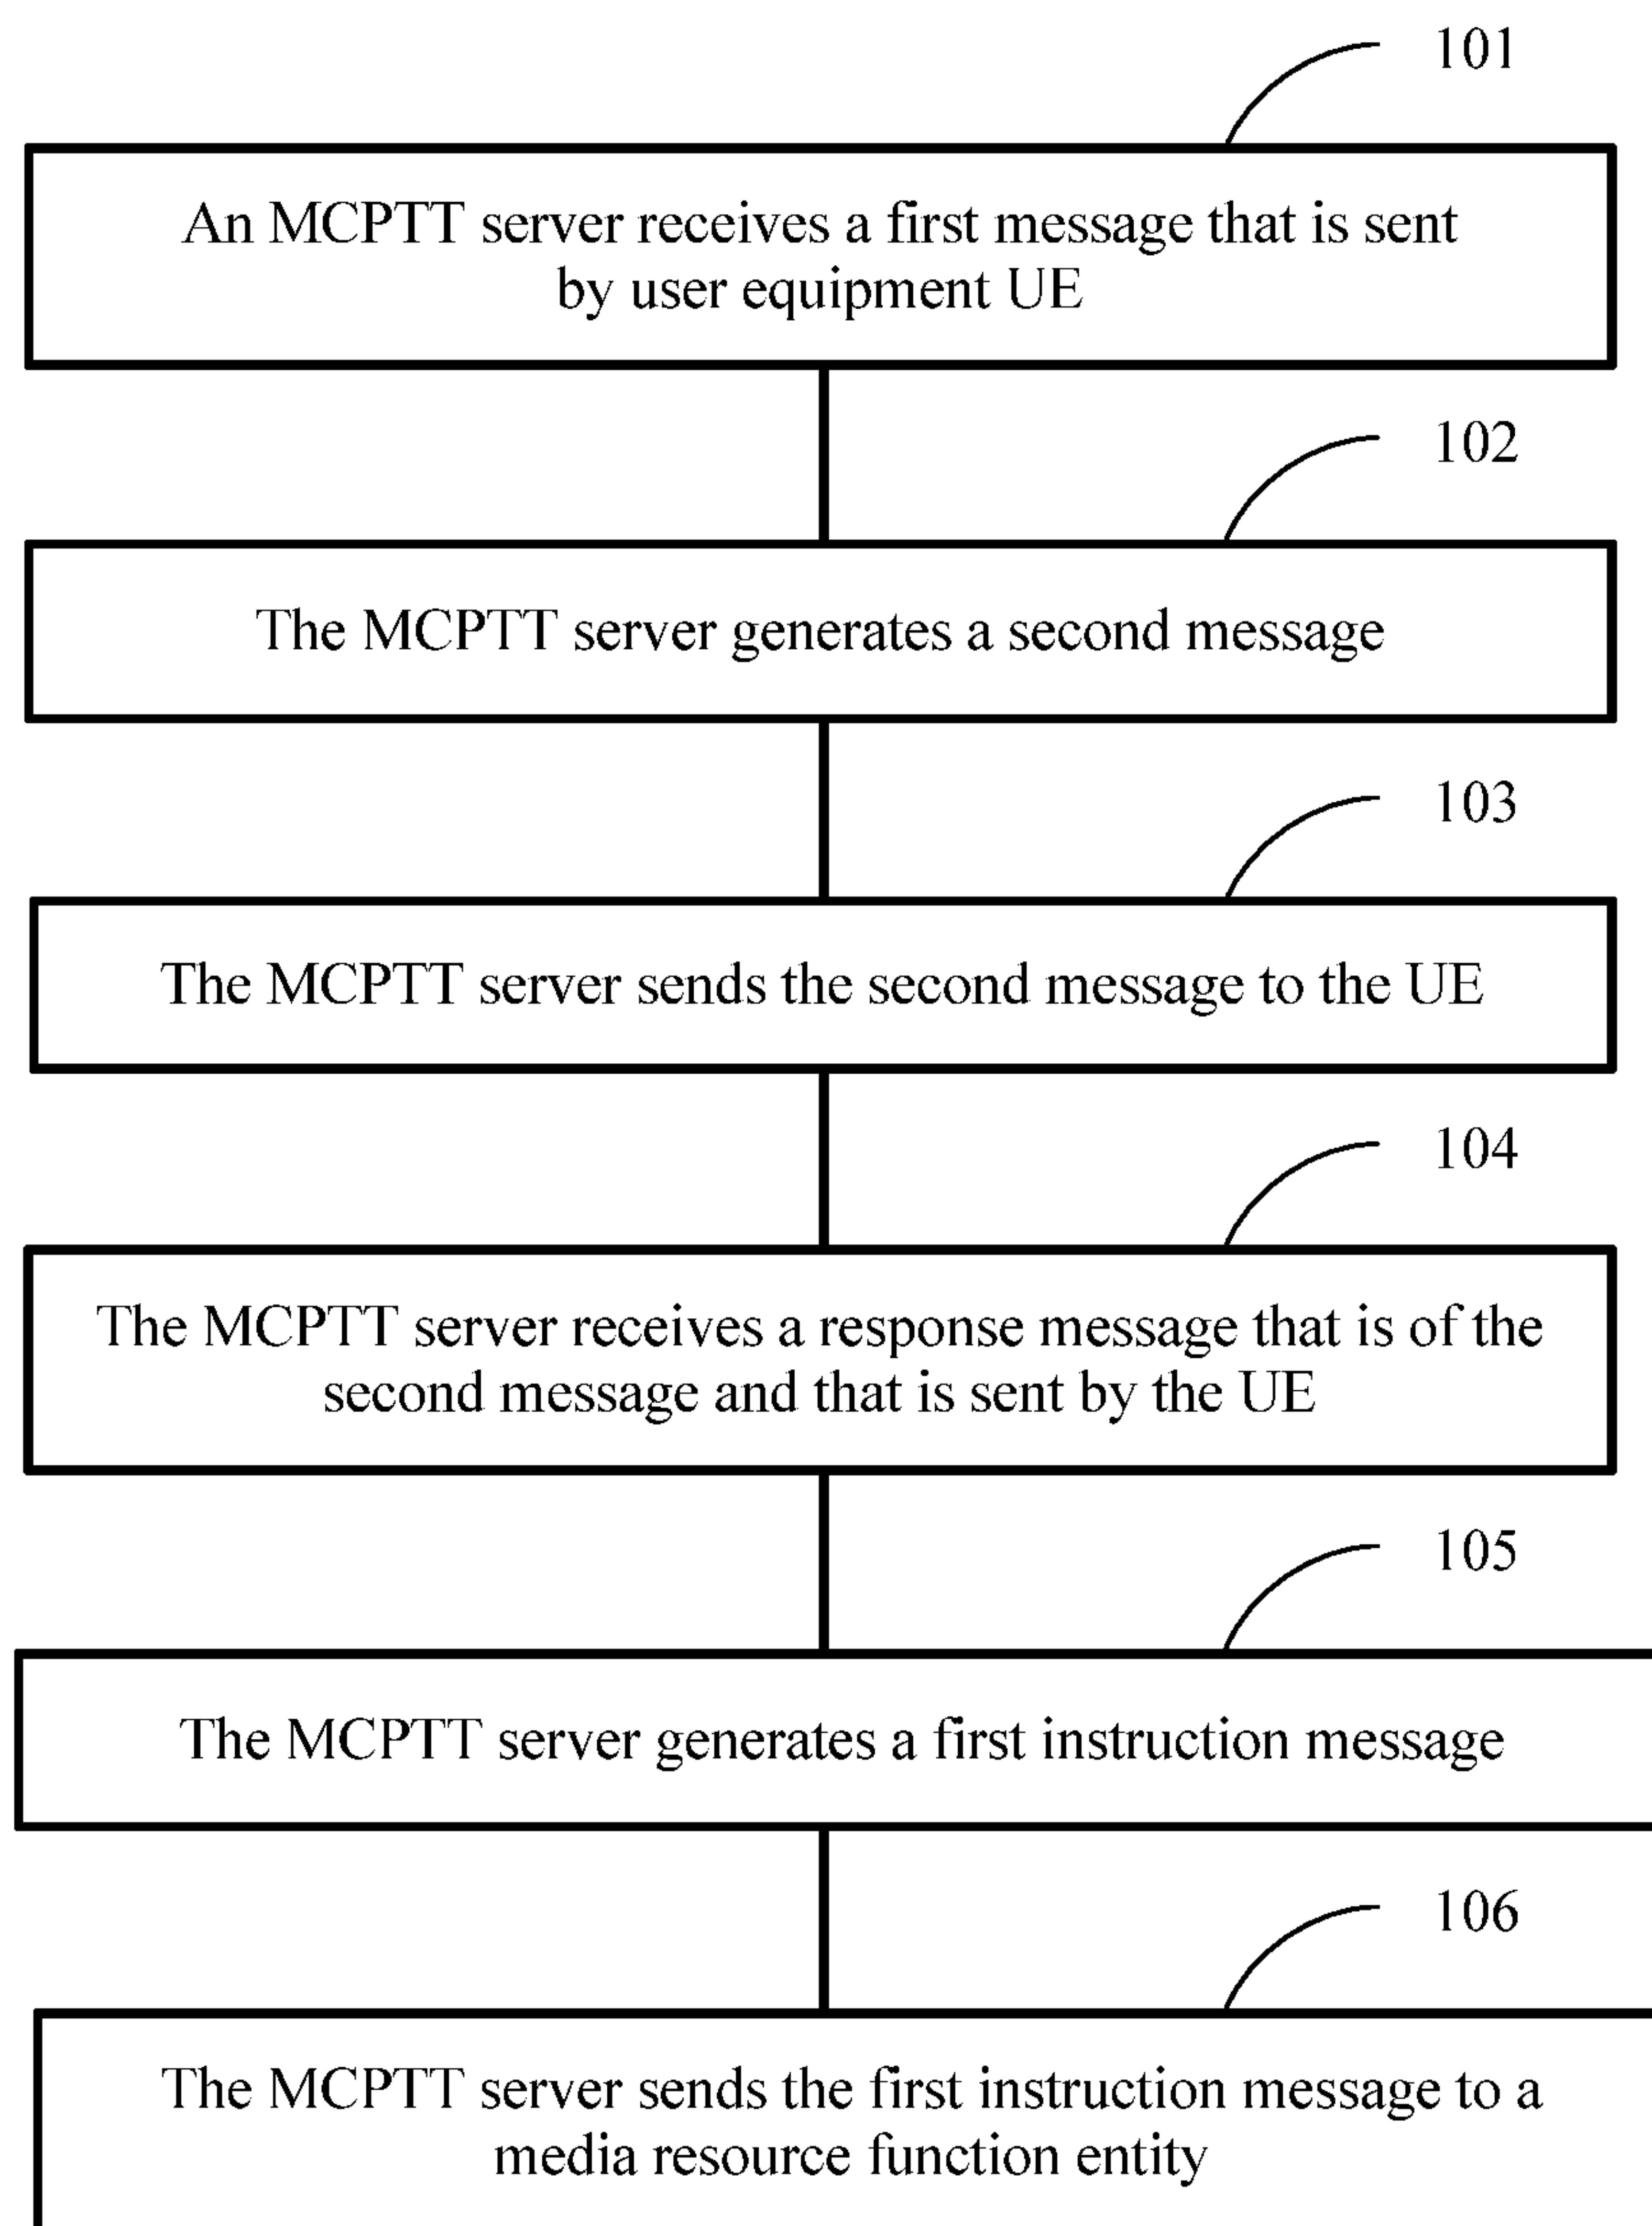 101
An MCPTT server receives a first message that is sent
by user equipment UE
102
The MCPTT server generates a second message
103
The MCPTT server sends the second message to the UE
104
The MCPTT server receives a response message that is of the
second message and that is sent by the UE
105
The MCPTT server generates a first instruction message
106
The MCPTT server sends the first instruction message to a
media resource function entity